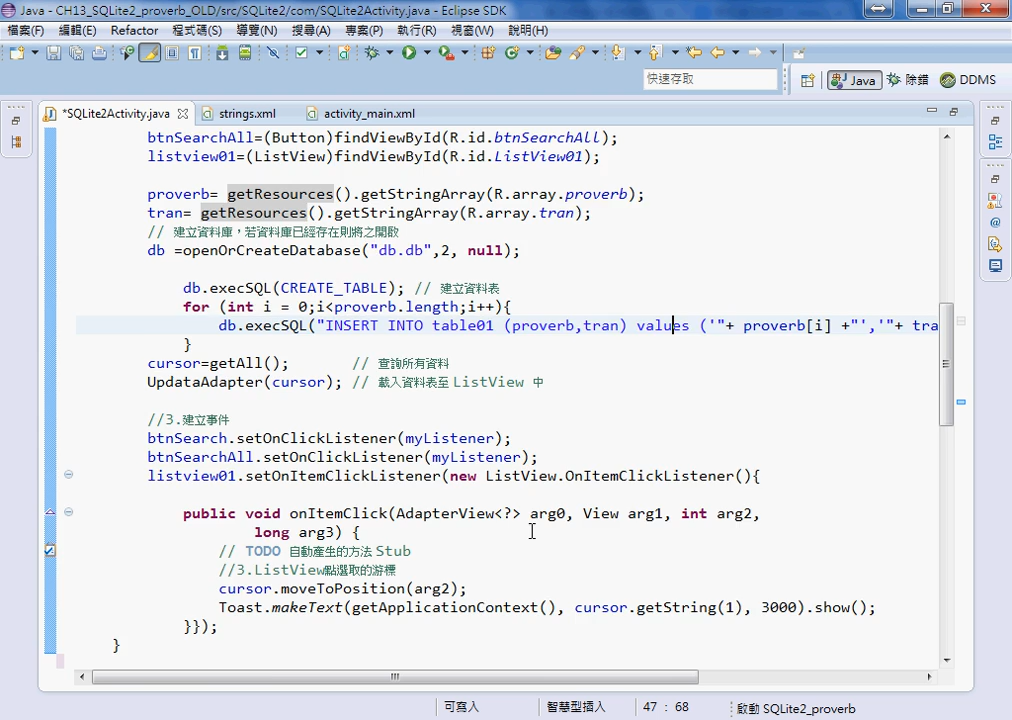 Java - CH13_SQLite2_proverb_OLD/src/SQLite2/com/SQLite2Activity.java - Eclipse SDK
檔案(F) 編輯(E) Refactor 程式碼(S) 導覽(N) 搜尋(A) 專案(P) 執行(R) 視窗(W) 說明(H)
快速存取 Java 除錯 DDMS
*SQLite2Activity.java strings.xml activity_main.xml
btnSearchAll=(Button)findViewById(R.id.btnSearchAll);
listview01=(ListView)findViewById(R.id.ListView01);
proverb= getResources().getStringArray(R.array.proverb);
tran= getResources().getStringArray(R.array.tran);
// 建立資料庫，若資料庫已經存在則將之開啟
db =openOrCreateDatabase("db.db",2, null);
db.execSQL(CREATE_TABLE); // 建立資料表
for (int i = 0;i<proverb.length;i++){
db.execSQL("INSERT INTO table01 (proverb,tran) values ('"+ proverb[i] +"','"+ tra
}
cursor=getAll(); // 查詢所有資料
UpdataAdapter(cursor); // 載入資料表至 ListView 中
//3.建立事件
btnSearch.setOnClickListener(myListener);
btnSearchAll.setOnClickListener(myListener);
listview01.setOnItemClickListener(new ListView.OnItemClickListener(){
public void onItemClick(AdapterView<?> arg0, View arg1, int arg2,
long arg3) {
// TODO 自動產生的方法 Stub
//3.ListView點選取的游標
cursor.moveToPosition(arg2);
Toast.makeText(getApplicationContext(), cursor.getString(1), 3000).show();
}});
}
可寫入 智慧型插入 47 : 68 啟動 SQLite2_proverb